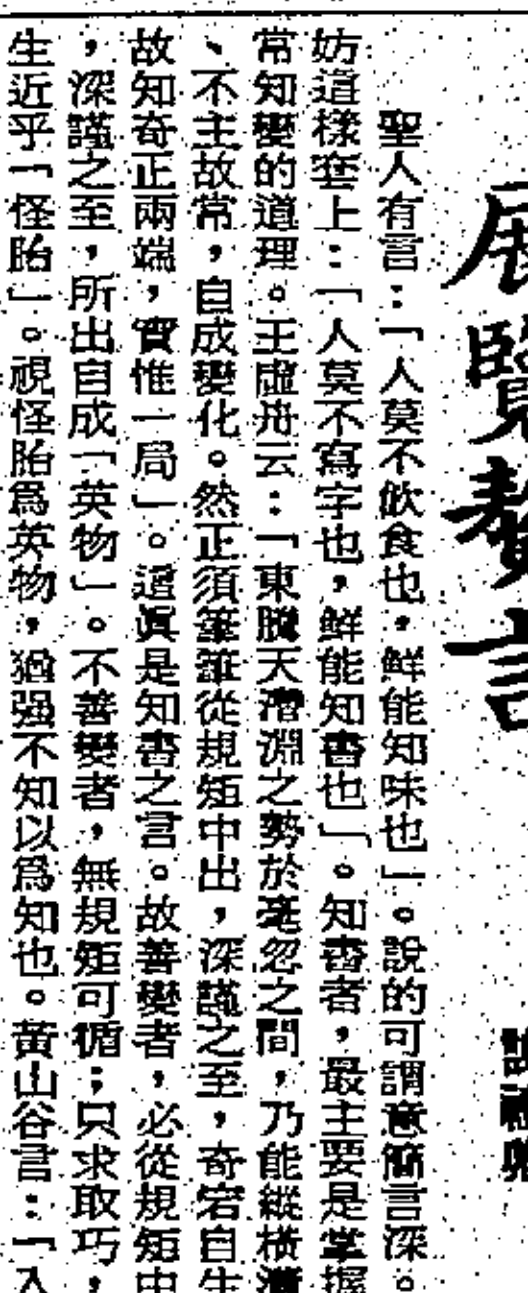 展覽贅言
聖人有言：「人莫不飲食也，鮮能知味也」。說的可謂意簡言深。
妨這樣套上：「人莫不寫字也，鮮能知書也」。知書者，最主要是掌握
常知變的道理。王虛舟云：「東騰天潛淵之勢於毫忽之間，乃能縱橫瀟
、不主故常，自成變化。然正須筆筆從規矩中出，深謹之至，奇宕自生
故知奇正兩端，實惟一局」。這眞是知書之言。故善變者，必從規矩中
，深謹之至，所出自成「英物」。不善變者，無規矩可循；只求取巧，
生近乎「怪胎」。視怪胎爲英物，猶强不知以爲知也。黃山谷言：「入